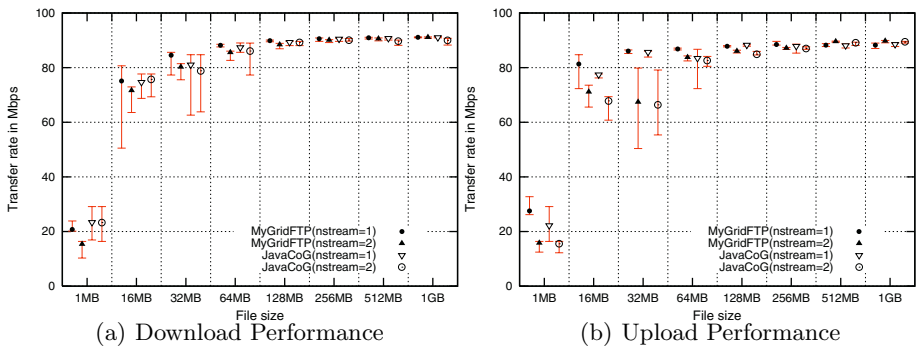 100
80
60
40
20
0
Transfer rate in Mbps
MyGridFTP(nstream=1)
MyGridFTP(nstream=2)
JavaCoG(nstream=1)
JavaCoG(nstream=2)
1MB 16MB 32MB 64MB 128MB 256MB 512MB 1GB
File size
(a) Download Performance
100
80
60
40
20
0
Transfer rate in Mbps
MyGridFTP(nstream=1)
MyGridFTP(nstream=2)
JavaCoG(nstream=1)
JavaCoG(nstream=2)
1MB 16MB 32MB 64MB 128MB 256MB 512MB 1GB
File size
(b) Upload Performance